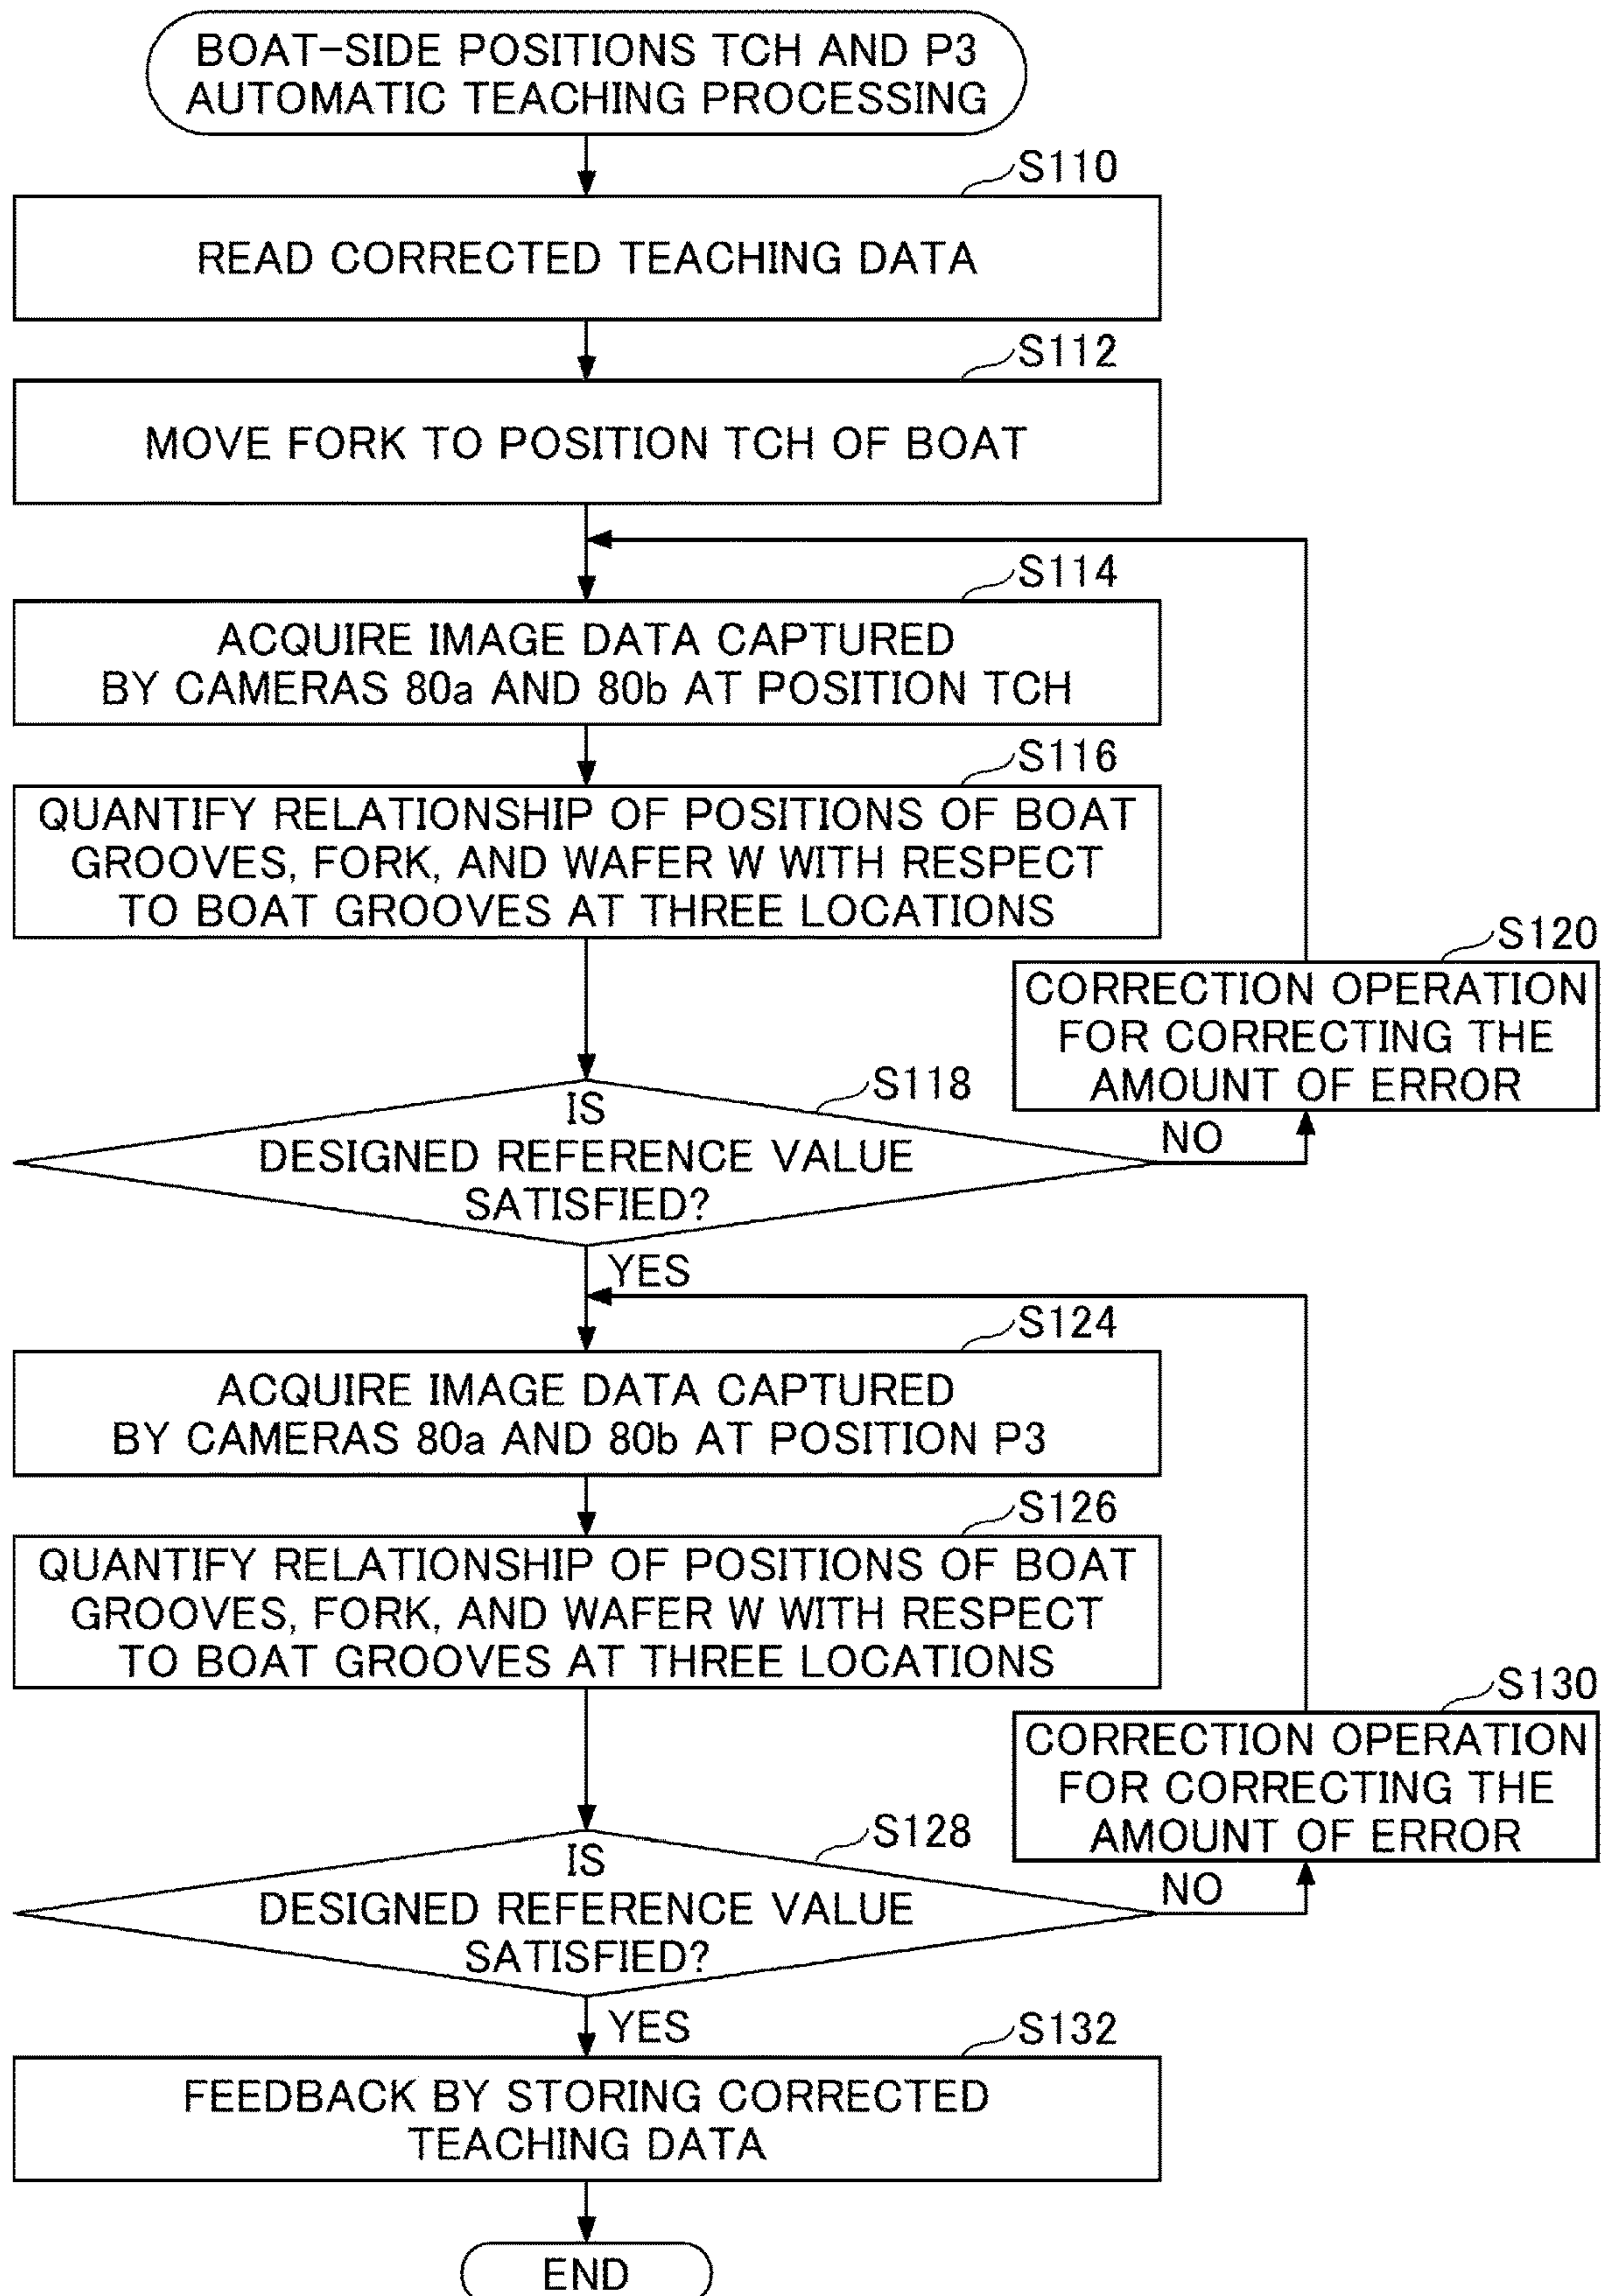 BOAT-SIDE POSITIONS TCH AND P3
AUTOMATIC TEACHING PROCESSING
S110
READ CORRECTED TEACHING DATA
S112
MOVE FORK TO POSITION TCH OF BOAT
S114
ACQUIRE IMAGE DATA CAPTURED
BY CAMERAS 80a AND 80b AT POSITION TCH
S116
QUANTIFY RELATIONSHIP OF POSITIONS OF BOAT
GROOVES, FORK, AND WAFER W WITH RESPECT
TO BOAT GROOVES AT THREE LOCATIONS
S120
CORRECTION OPERATION
FOR CORRECTING THE
AMOUNT OF ERROR
S118
IS
DESIGNED REFERENCE VALUE
SATISFIED?
NO
YES
S124
ACQUIRE IMAGE DATA CAPTURED
BY CAMERAS 80a AND 80b AT POSITION P3
S126
QUANTIFY RELATIONSHIP OF POSITIONS OF BOAT
GROOVES, FORK, AND WAFER W WITH RESPECT
TO BOAT GROOVES AT THREE LOCATIONS
S130
CORRECTION OPERATION
FOR CORRECTING THE
AMOUNT OF ERROR
S128
IS
DESIGNED REFERENCE VALUE
SATISFIED?
NO
YES
S132
FEEDBACK BY STORING CORRECTED
TEACHING DATA
END